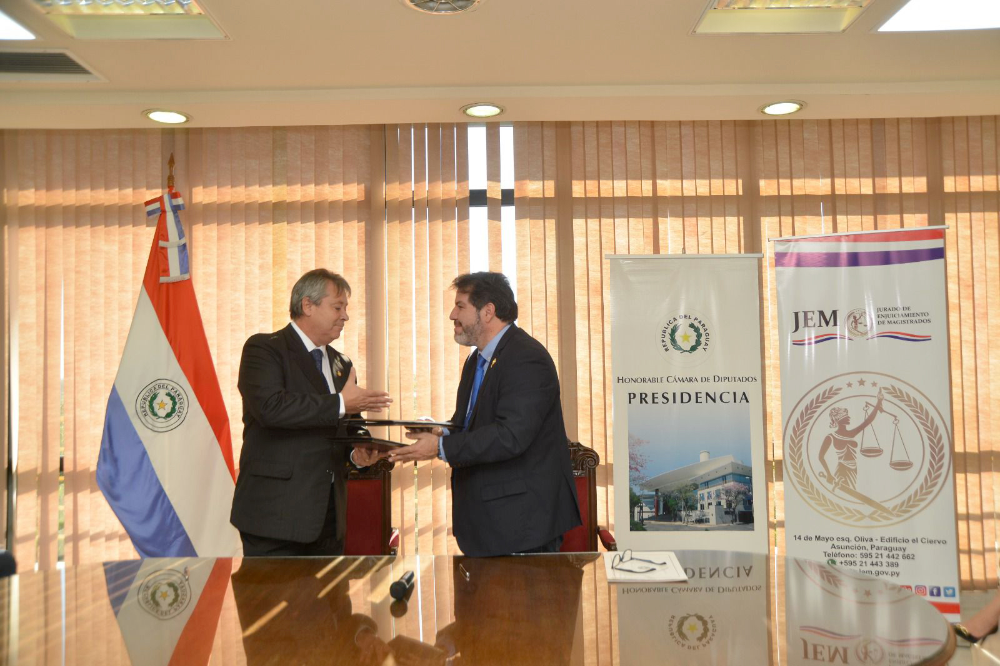 REPUBLICA DEL PARAGUAY
REPUBLICA DEL PARAGUAY
HONORABLE CÁMARA DE DIPUTADOS
PRESIDENCIA
JEM
JURADO DE
ENJUICIAMIENTO
DE MAGISTRADOS
14 de Mayo esq. Oliva - Edificio el Ciervo
Asunción, Paraguay
Teléfono: 595 21 442 662
+595 21 443 389
jem.gov.py